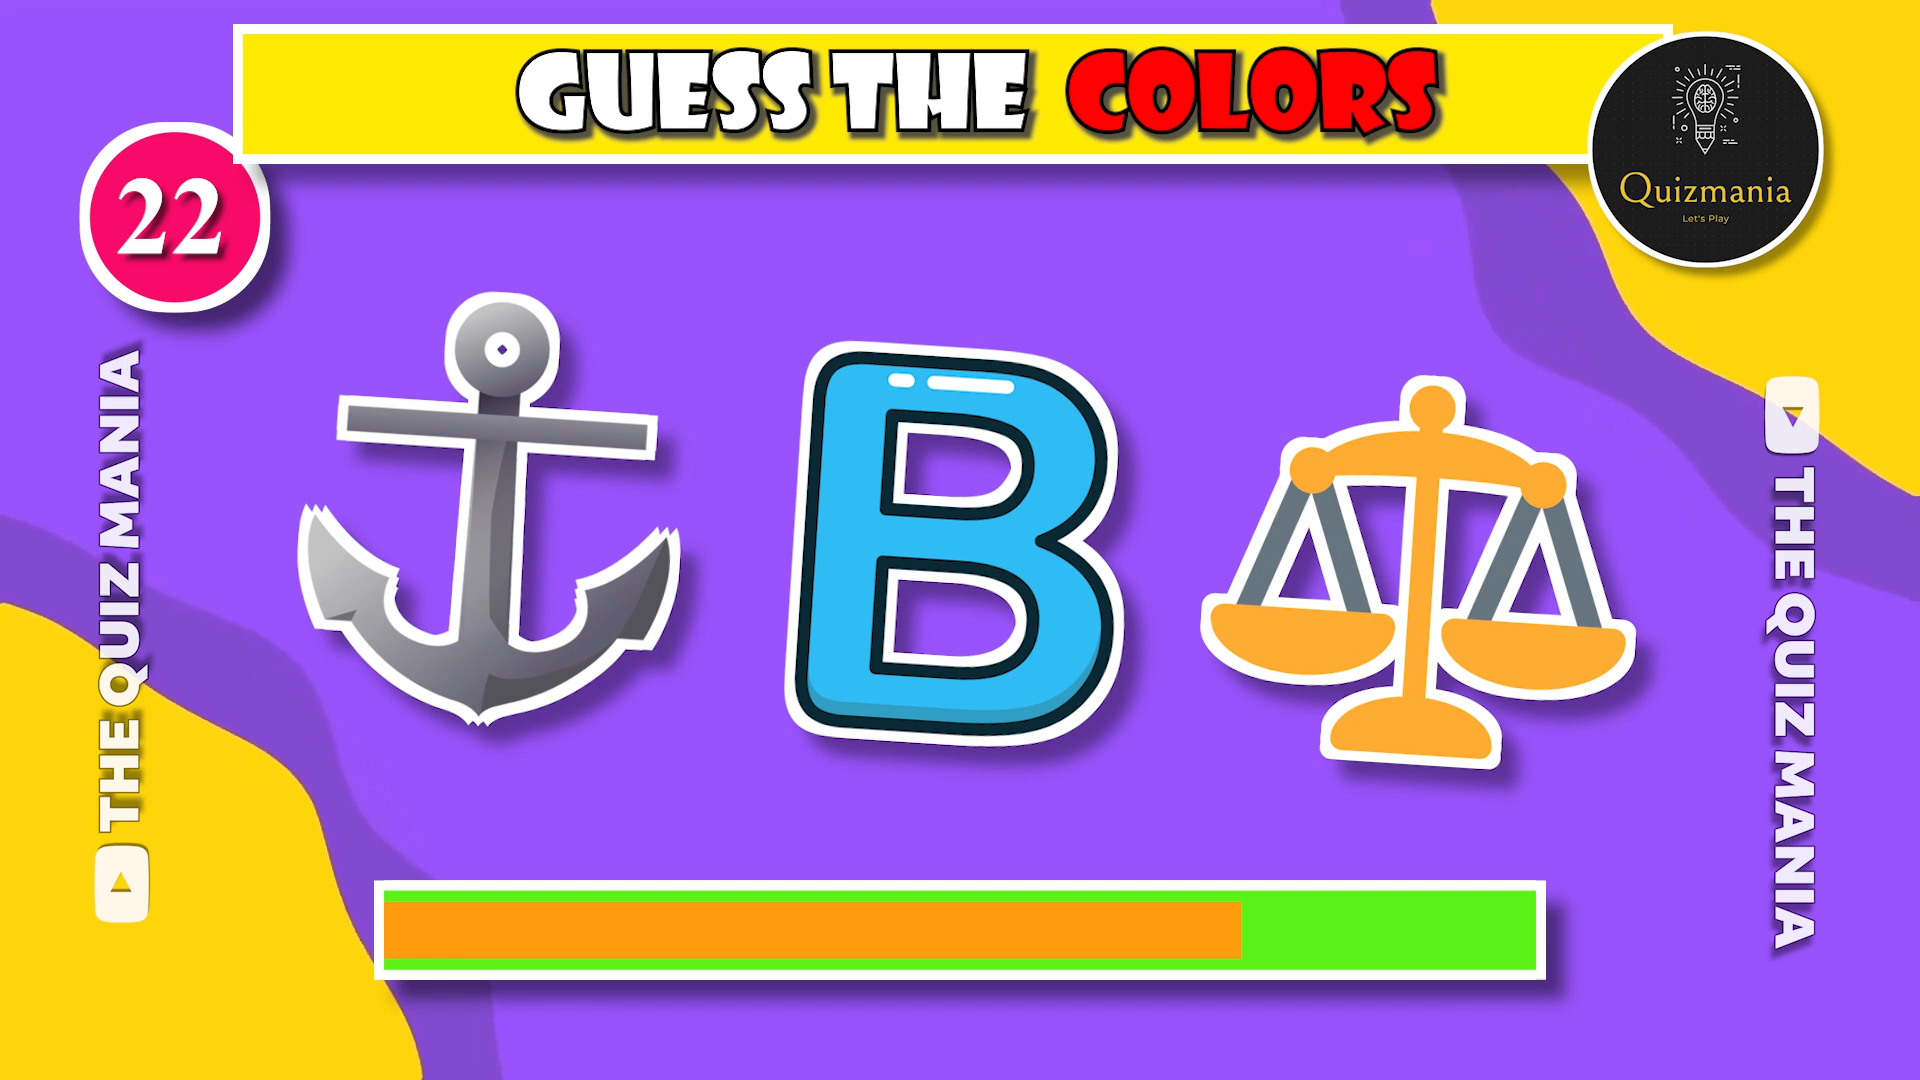 GUESS THE COLORS
22
Quizmania
Let's Play
THE QUIZ MANIA
B
THE QUIZ MANIA